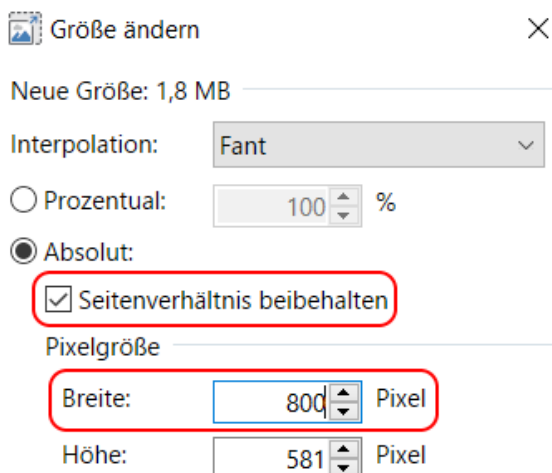 Größe ändern
Neue Größe: 1,8 MB
Interpolation: Fant
Prozentual: 100 %
Absolut:
Seitenverhältnis beibehalten
Pixelgröße
Breite: 800 Pixel
Höhe: 581 Pixel